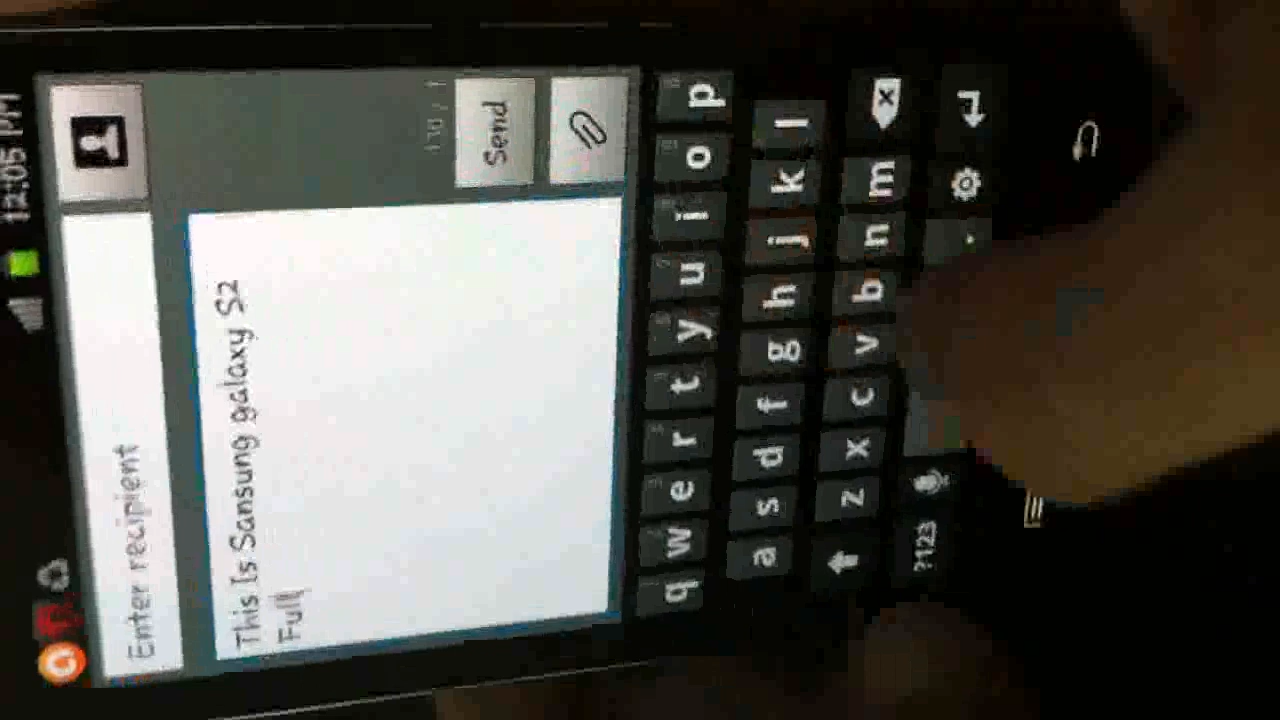 12:05 PM
Enter recipient
This Is Sansung galaxy S2
Full
Send
q w e r t y u i o p
a s d f g h j k l
z x c v b n m
?123 .